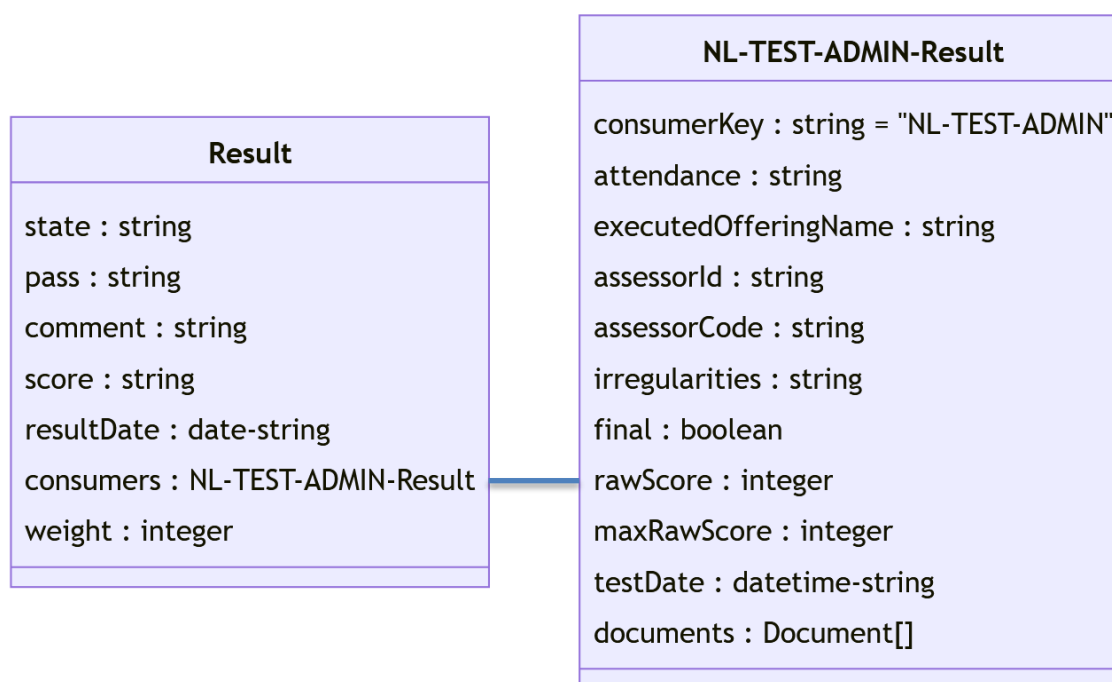 Result
state : string
pass : string
comment : string
score : string
resultDate : date-string
consumers : NL-TEST-ADMIN-Result
weight : integer
NL-TEST-ADMIN-Result
consumerKey : string = "NL-TEST-ADMIN"
attendance : string
executedOfferingName : string
assessorId : string
assessorCode : string
irregularities : string
final : boolean
rawScore : integer
maxRawScore : integer
testDate : datetime-string
documents : Document[]